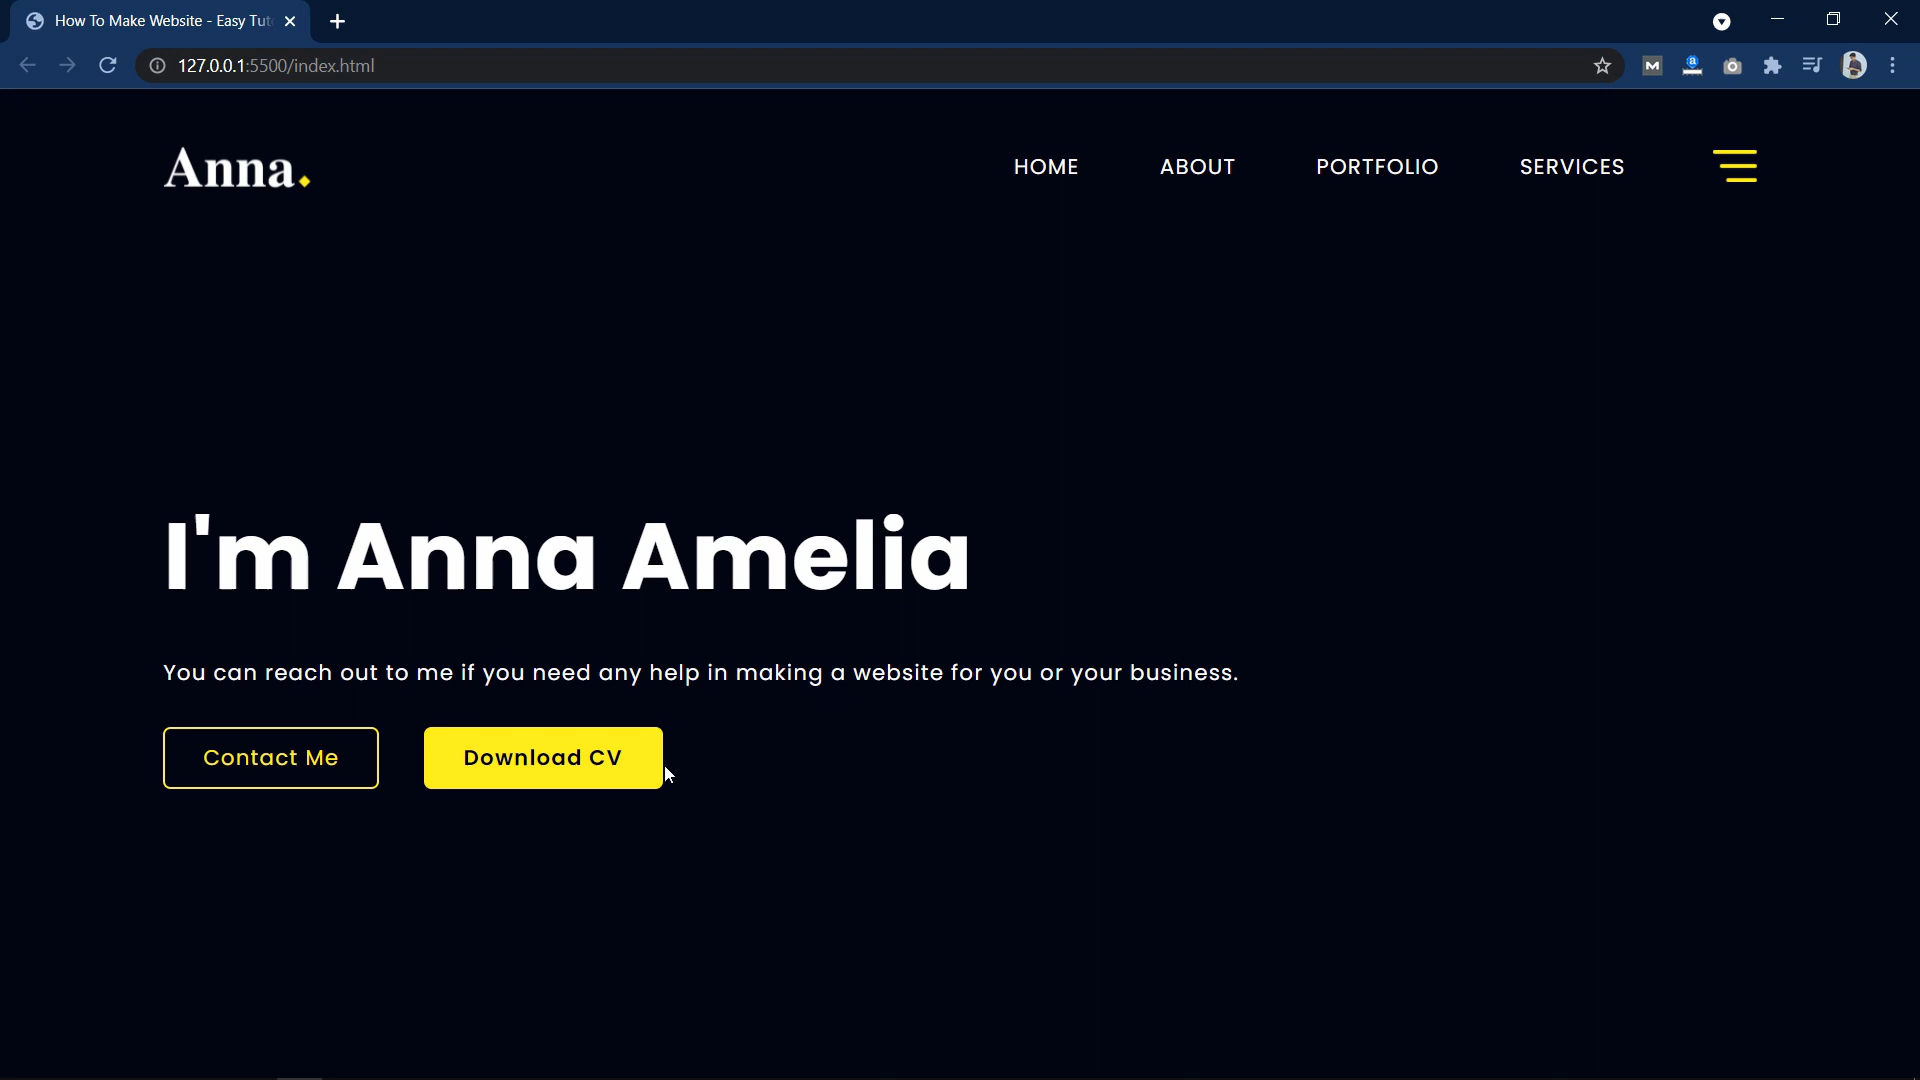 How To Make Website - Easy Tut
127.0.0.1:5500/index.html
Anna.
HOME ABOUT PORTFOLIO SERVICES
I'm Anna Amelia
You can reach out to me if you need any help in making a website for you or your business.
Contact Me Download CV